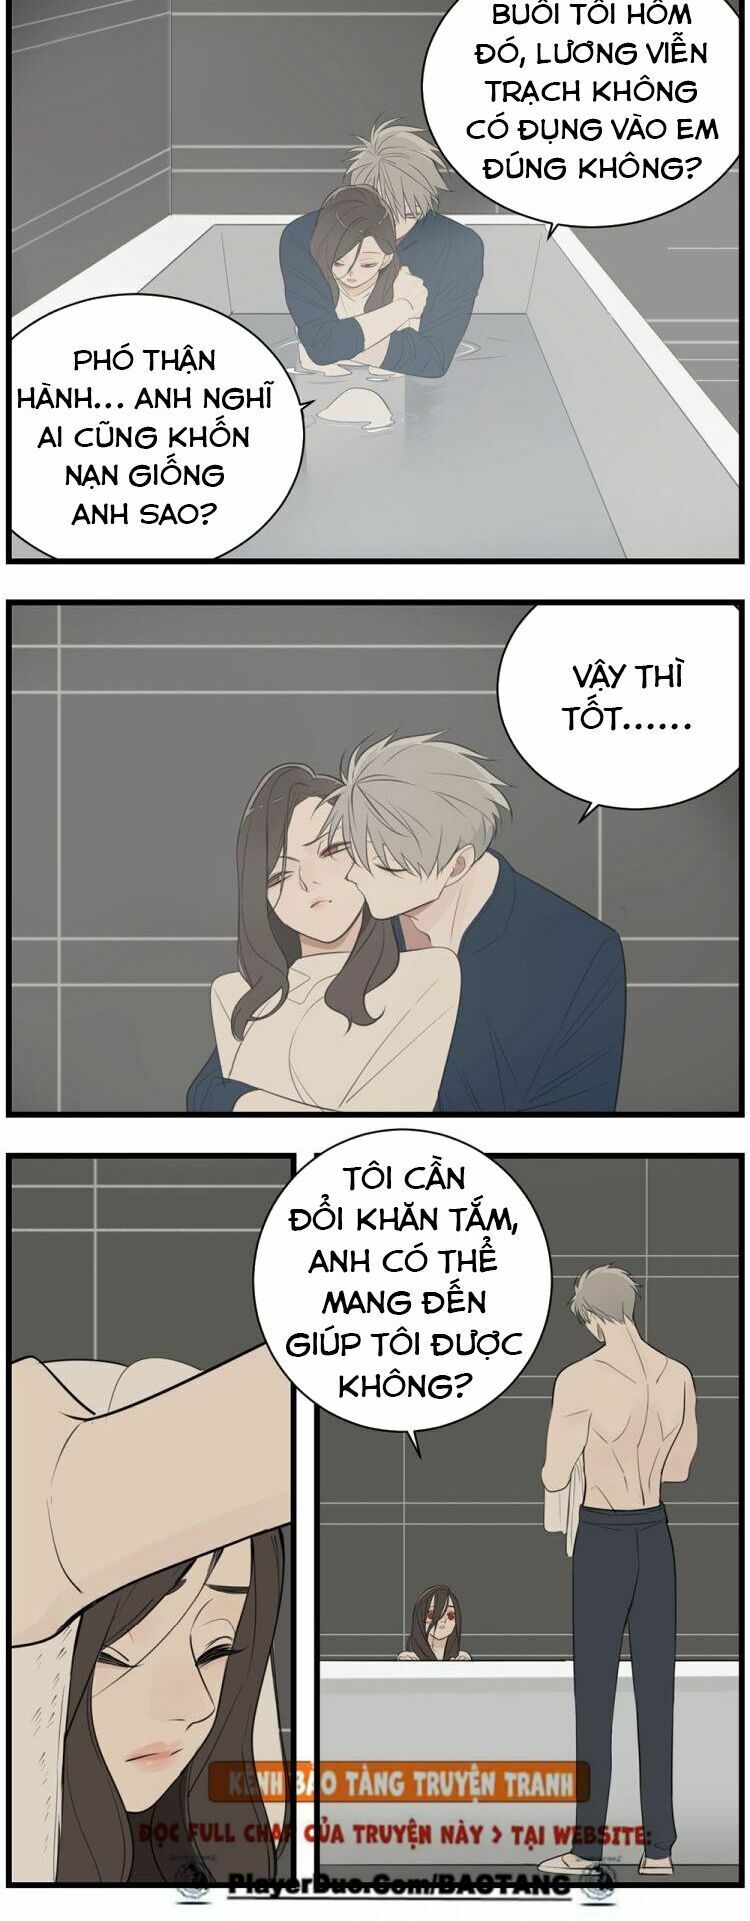 BUỔI TỐI HÔM
ĐÓ, LƯƠNG VIỄN
TRẠCH KHÔNG
CÓ ĐỤNG VÀO EM
ĐÚNG KHÔNG?
PHÓ THẬN
HÀNH... ANH NGHĨ
AI CŨNG KHỐN
NẠN GIỐNG
ANH SAO?
VẬY THÌ
TỐT......
TÔI CẦN
ĐỔI KHĂN TẮM,
ANH CÓ THỂ
MANG ĐẾN
GIÚP TÔI ĐƯỢC
KHÔNG?
KÊNH BẢO TÀNG TRUYỆN TRANH
ĐỌC FULL CHAP CỦA TRUYỆN NÀY > TẠI WEBSITE:
PlayerDuo.Com/BAOTANG